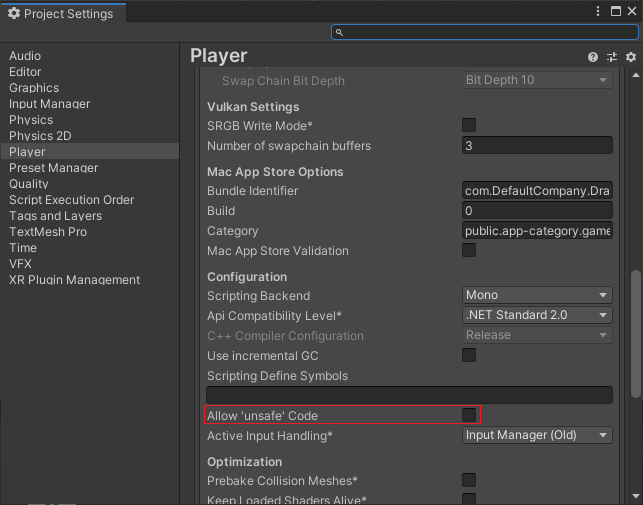 Project Settings
Audio
Editor
Graphics
Input Manager
Physics
Physics 2D
Player
Preset Manager
Quality
Script Execution Order
Tags and Layers
TextMesh Pro
Time
VFX
XR Plugin Management
Player
Swap Chain Bit Depth Bit Depth 10
Vulkan Settings
SRGB Write Mode*
Number of swapchain buffers 3
Mac App Store Options
Bundle Identifier com.DefaultCompany.Dra
Build 0
Category public.app-category.game
Mac App Store Validation
Configuration
Scripting Backend Mono
Api Compatibility Level* .NET Standard 2.0
C++ Compiler Configuration Release
Use incremental GC
Scripting Define Symbols
Allow 'unsafe' Code
Active Input Handling* Input Manager (Old)
Optimization
Prebake Collision Meshes*
Keep Loaded Shaders Alive*